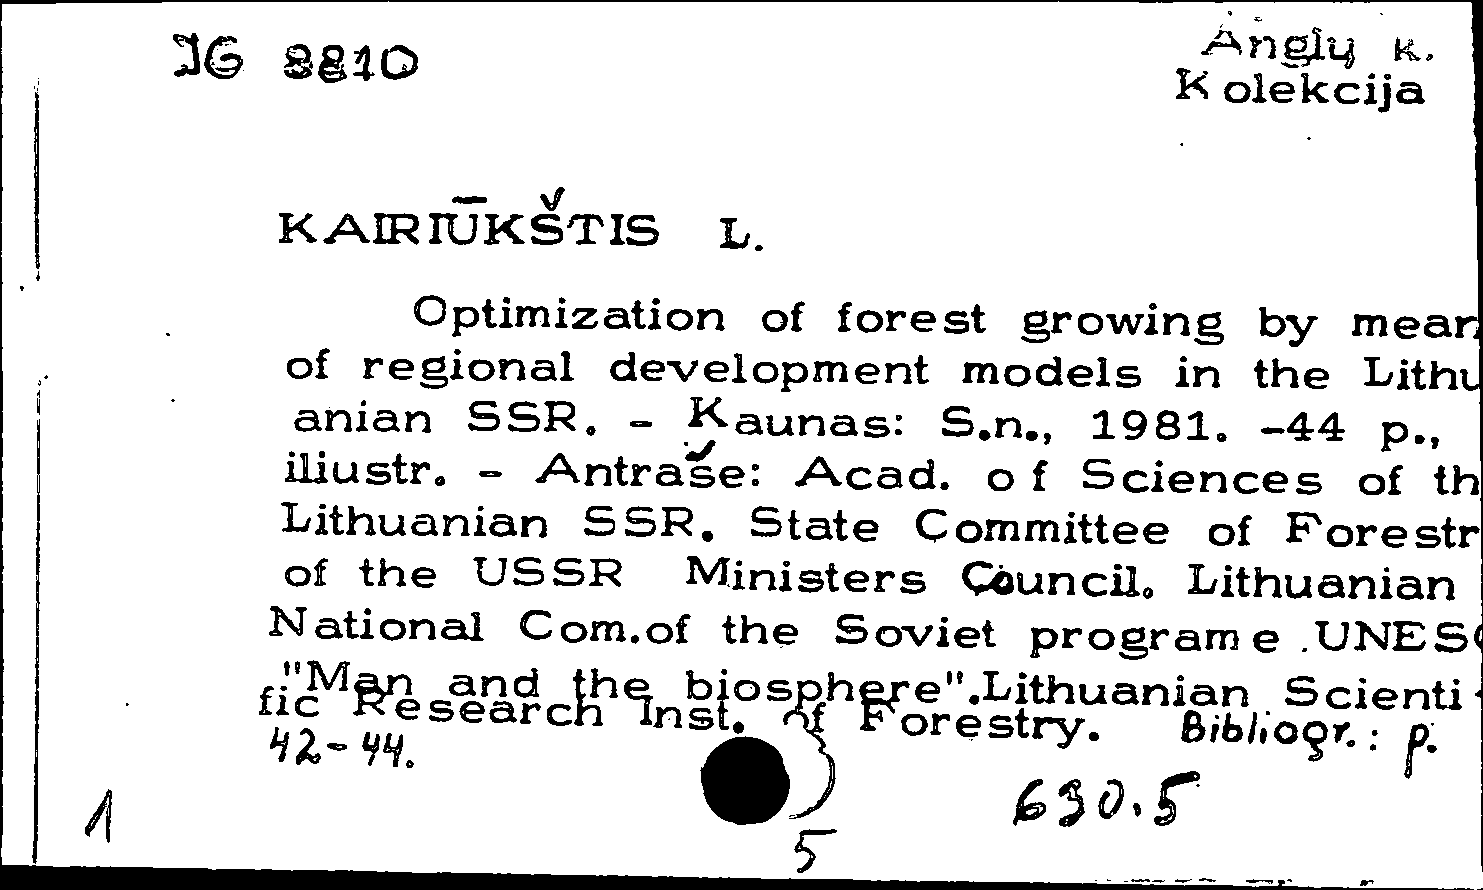 IG 8810
Anglų k.
Kolekcija
KAIRIŪKŠTIS L.
Optimization of forest growing by mean
of regional development models in the Lithu
anian SSR. - Kaunas: S.n., 1981. -44 p.,
iliustr. - Antraše: Acad. of Sciences of th
Lithuanian SSR. State Committee of Forestr
of the USSR Ministers Council. Lithuanian
National Com.of the Soviet programe .UNESC
"Man and the biosphere".Lithuanian Scienti-
fic Research Inst. of Forestry. Bibliogr.: p.
42-44.
630.5
1
5